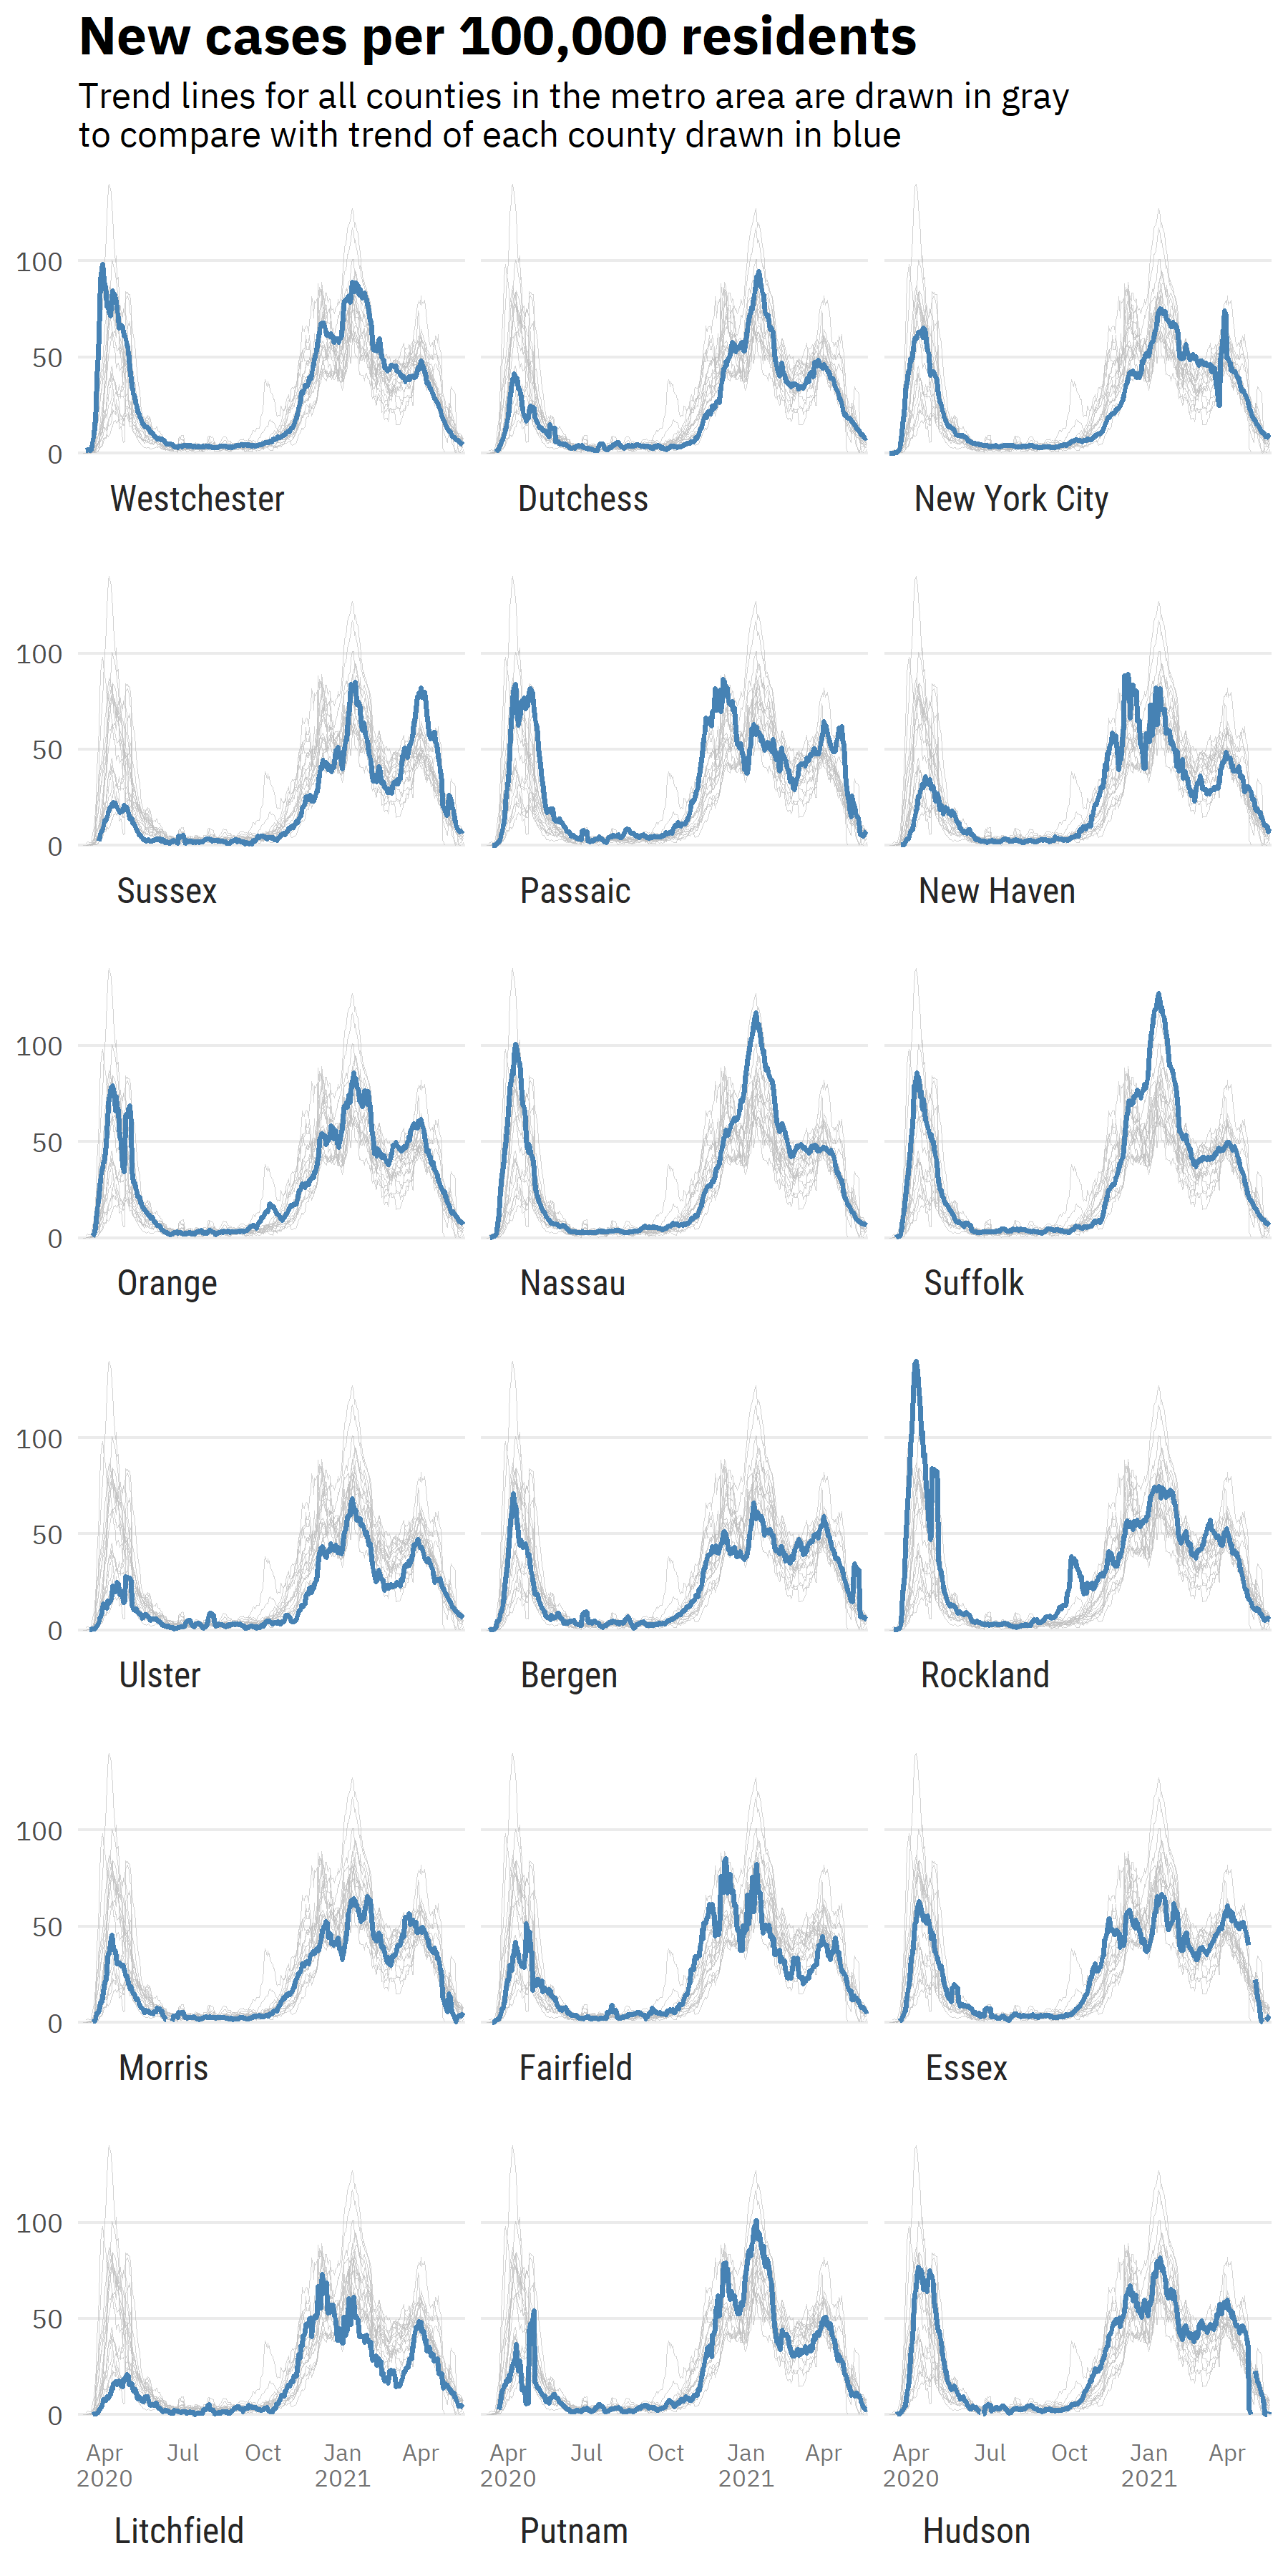 New cases per 100,000 residents
Trend lines for all counties in the metro area are drawn in gray
to compare with trend of each county drawn in blue
100
50
0
Westchester Dutchess New York City
100
50
0
Sussex Passaic New Haven
100
50
0
Orange Nassau Suffolk
100
50
0
Ulster Bergen Rockland
100
50
0
Morris Fairfield Essex
100
50
0
Apr Jul Oct Jan Apr Apr Jul Oct Jan Apr Apr Jul Oct Jan Apr
2020 2021 2020 2021 2020 2021
Litchfield Putnam Hudson